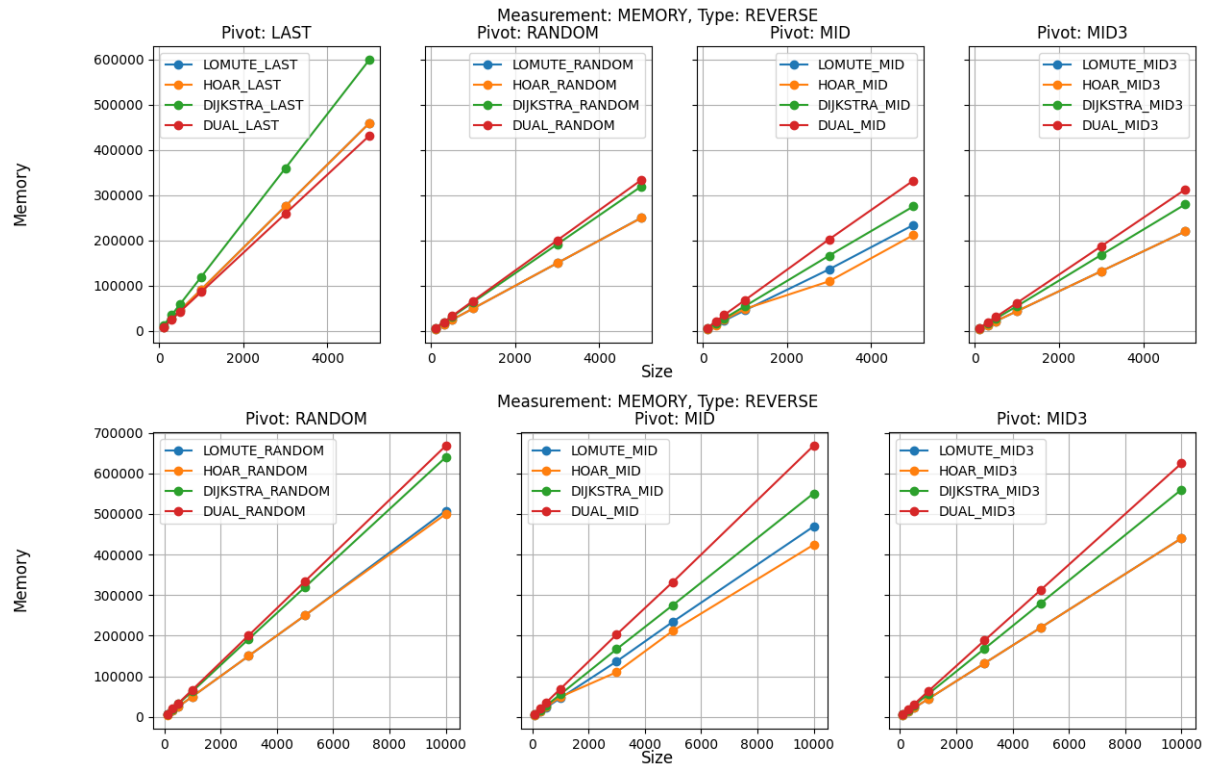 Measurement: MEMORY, Type: REVERSE
Pivot: LAST
Pivot: RANDOM
Pivot: MID
Pivot: MID3
Memory
600000
500000
400000
300000
200000
100000
0
LOMUTE_LAST
HOAR_LAST
DIJKSTRA_LAST
DUAL_LAST
LOMUTE_RANDOM
HOAR_RANDOM
DIJKSTRA_RANDOM
DUAL_RANDOM
LOMUTE_MID
HOAR_MID
DIJKSTRA_MID
DUAL_MID
LOMUTE_MID3
HOAR_MID3
DIJKSTRA_MID3
DUAL_MID3
0 2000 4000
0 2000 4000
0 2000 4000
0 2000 4000
Size
Measurement: MEMORY, Type: REVERSE
Pivot: RANDOM
Pivot: MID
Pivot: MID3
Memory
700000
600000
500000
400000
300000
200000
100000
0
LOMUTE_RANDOM
HOAR_RANDOM
DIJKSTRA_RANDOM
DUAL_RANDOM
LOMUTE_MID
HOAR_MID
DIJKSTRA_MID
DUAL_MID
LOMUTE_MID3
HOAR_MID3
DIJKSTRA_MID3
DUAL_MID3
0 2000 4000 6000 8000 10000
0 2000 4000 6000 8000 10000
0 2000 4000 6000 8000 10000
Size